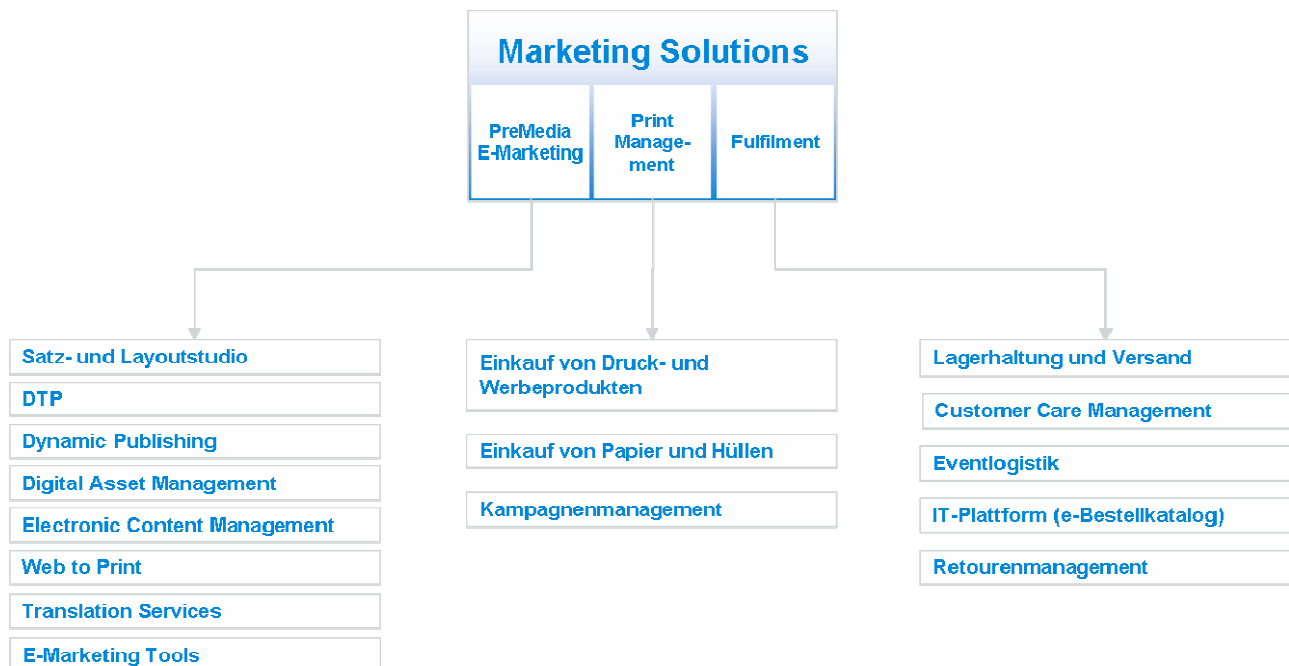 Marketing Solutions
PreMedia
E-Marketing
Print
Manage-
ment
Fulfilment
Satz- und Layoutstudio
DTP
Dynamic Publishing
Digital Asset Management
Electronic Content Management
Web to Print
Translation Services
E-Marketing Tools
Einkauf von Druck- und
Werbeprodukten
Einkauf von Papier und Hüllen
Kampagnenmanagement
Lagerhaltung und Versand
Customer Care Management
Eventlogistik
IT-Plattform (e-Bestellkatalog)
Retourenmanagement